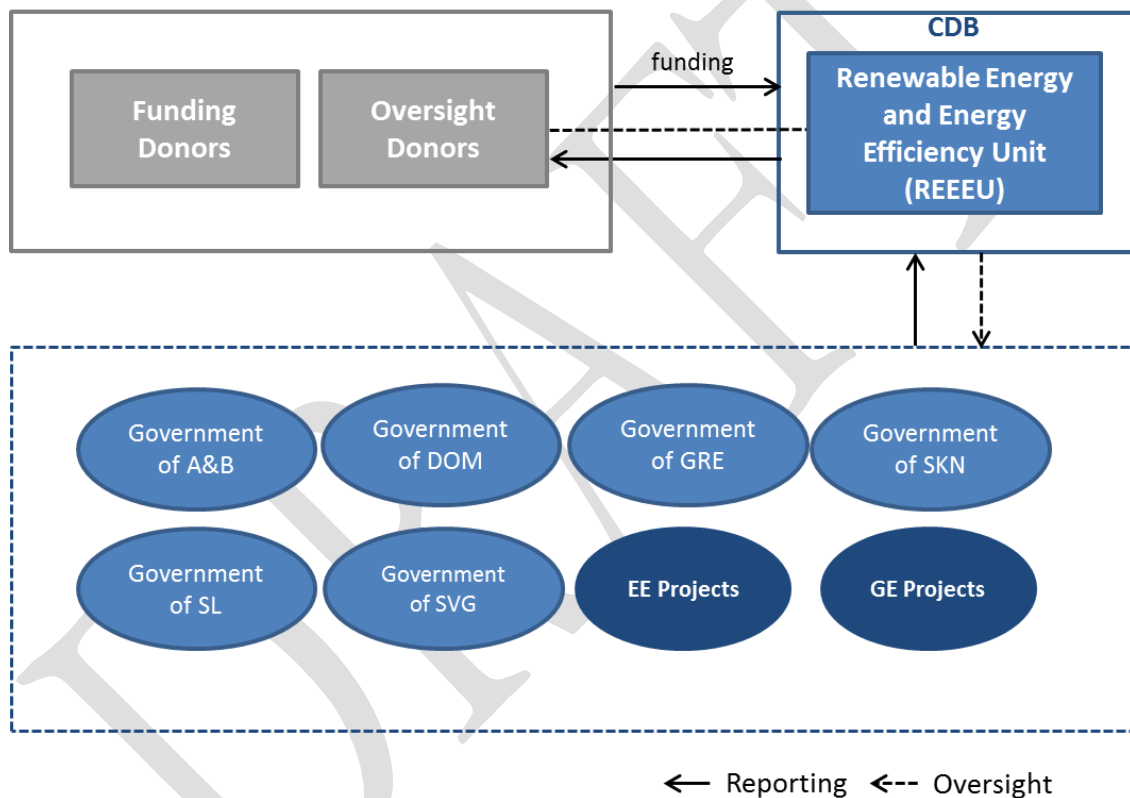 CDB
funding
Funding
Donors
Oversight
Donors
Renewable Energy
and Energy
Efficiency Unit
(REEEU)
Government
of A&B
Government
of DOM
Government
of GRE
Government
of SKN
Government
of SL
Government
of SVG
EE Projects
GE Projects
Reporting
Oversight
DRAFT